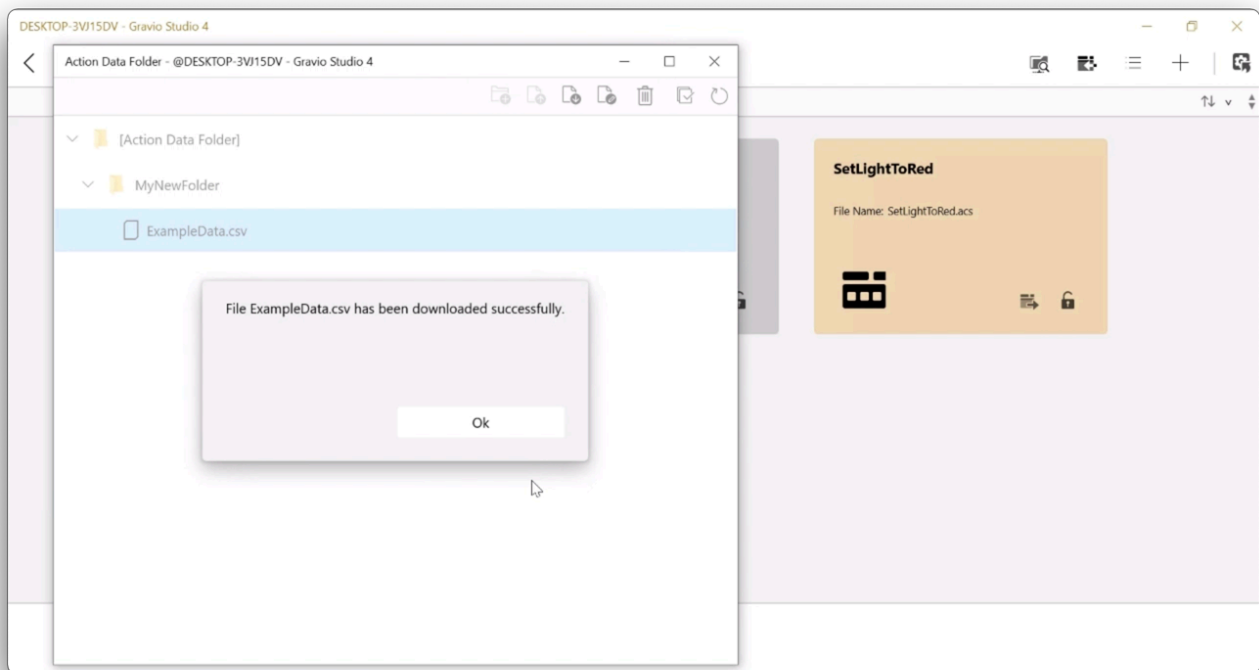 DESKTOP-3VJ15DV - Gravio Studio 4
Action Data Folder - @DESKTOP-3VJ15DV - Gravio Studio 4
[Action Data Folder]
MyNewFolder
ExampleData.csv
File ExampleData.csv has been downloaded successfully.
Ok
SetLightToRed
File Name: SetLightToRed.acs